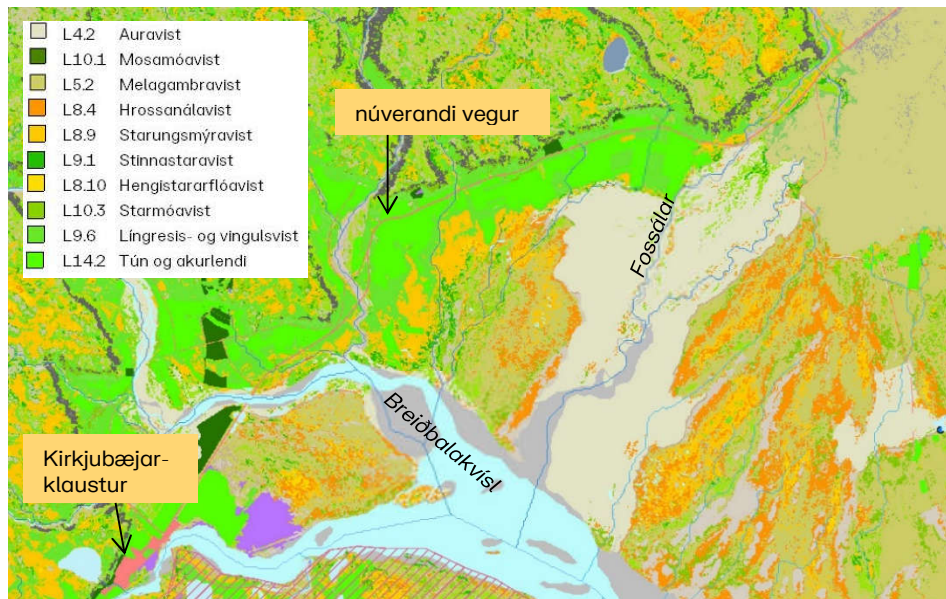 L4.2 Auravist
L10.1 Mosamóavist
L5.2 Melagambravist
L8.4 Hrossanálavist
L8.9 Starungsmýravist
L9.1 Stinnastaravist
L8.10 Hengistararflóavist
L10.3 Starmóavist
L9.6 Língresis- og vingulsvist
L14.2 Tún og akurlendi
núverandi vegur
Fossálar
Breiðbalakvísl
Kirkjubæjar-
klaustur